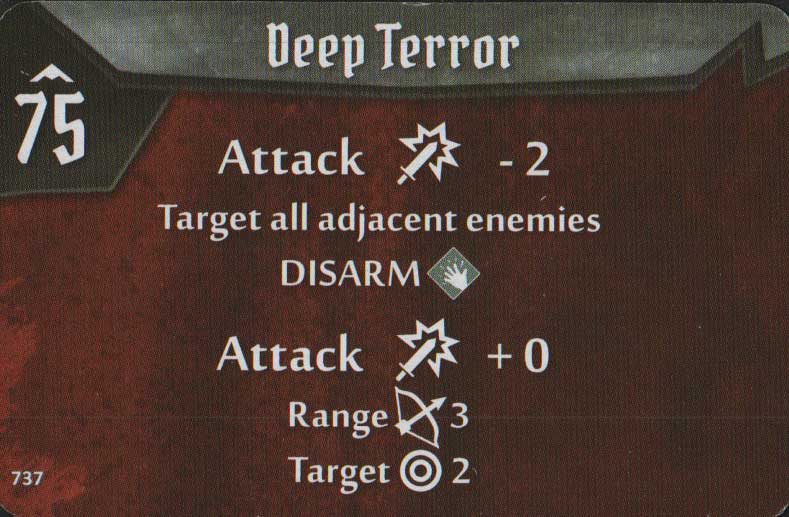 Deep Terror
75
Attack - 2
Target all adjacent enemies
DISARM
Attack + 0
Range 3
Target 2
737